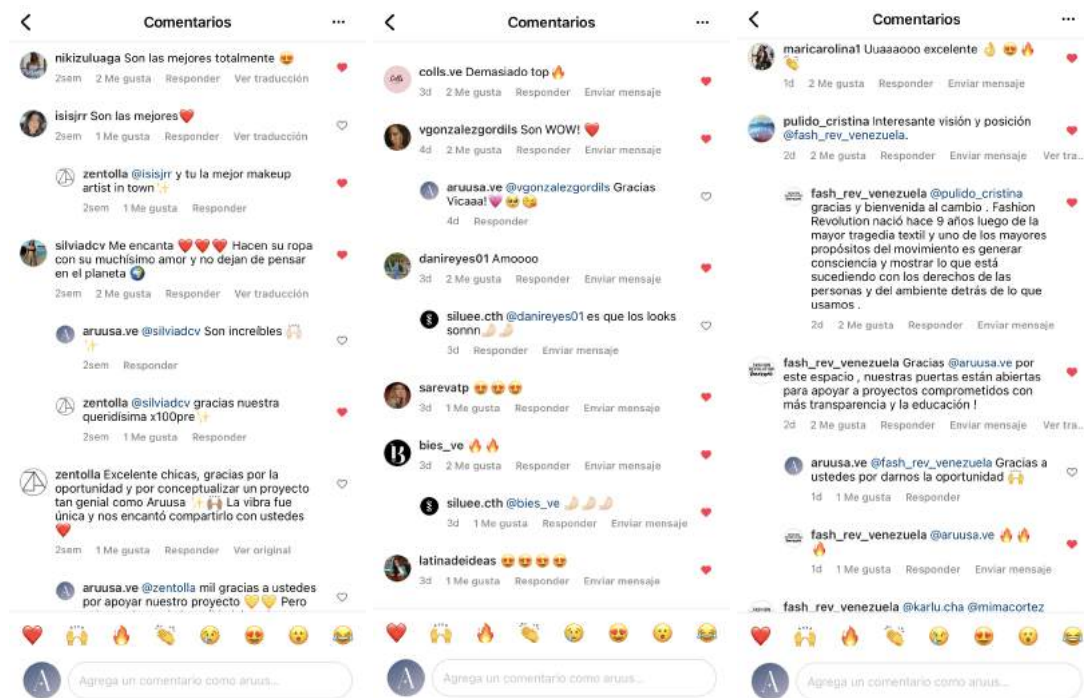 Comentarios
nikizuluaga Son las mejores totalmente 😍
2sem 2 Me gusta Responder Ver traducción
isisjrr Son las mejores❤️
2sem 1 Me gusta Responder Ver traducción
zentolla @isisjrr y tu la mejor makeup
artist in town✨
2sem 1 Me gusta Responder
silviadcv Me encanta ❤️❤️❤️ Hacen su ropa
con su muchísimo amor y no dejan de pensar
en el planeta 🌍
2sem 2 Me gusta Responder Ver traducción
aruusa.ve @silviadcv Son increíbles 🙌🏻
✨
2sem Responder
zentolla @silviadcv gracias nuestra
queridísima x100pre✨
2sem 1 Me gusta Responder
zentolla Excelente chicas, gracias por la
oportunidad y por conceptualizar un proyecto
tan genial como Aruusa ✨🙌🏽 La vibra fue
única y nos encantó compartirlo con ustedes
❤️
2sem 1 Me gusta Responder Ver original
aruusa.ve @zentolla mil gracias a ustedes
por apoyar nuestro proyecto 💛💛 Pero
Agrega un comentario como aruus...
Comentarios
colls.ve Demasiado top🔥
3d 2 Me gusta Responder Enviar mensaje
vgonzalezgordils Son WOW! ❤️
4d 2 Me gusta Responder Enviar mensaje
aruusa.ve @vgonzalezgordils Gracias
Vicaaa!💗🥺😘
4d Responder
danireyes01 Amoooo
3d 2 Me gusta Responder Enviar mensaje
siluee.cth @danireyes01 es que los looks
sonnn🤌🏻🤌🏻
3d Responder Enviar mensaje
sarevatp 😍😍😍
3d 1 Me gusta Responder Enviar mensaje
bies_ve 🔥🔥
3d 2 Me gusta Responder Enviar mensaje
siluee.cth @bies_ve 🤌🏻🤌🏻🤌🏻
3d 1 Me gusta Responder Enviar mensaje
latinadeideas 😍😍😍😍
3d 1 Me gusta Responder Enviar mensaje
Agrega un comentario como aruus...
Comentarios
maricarolina1 Uuaaaooo excelente 👌😍🔥
👏
1d 2 Me gusta Responder Enviar mensaje
pulido_cristina Interesante visión y posición
@fash_rev_venezuela.
2d 2 Me gusta Responder Enviar mensaje Ver tra..
fash_rev_venezuela @pulido_cristina
gracias y bienvenida al cambio . Fashion
Revolution nació hace 9 años luego de la
mayor tragedia textil y uno de los mayores
propósitos del movimiento es generar
consciencia y mostrar lo que está
sucediendo con los derechos de las
personas y del ambiente detrás de lo que
usamos .
2d 2 Me gusta Responder Enviar mensaje
fash_rev_venezuela Gracias @aruusa.ve por
este espacio , nuestras puertas están abiertas
para apoyar a proyectos comprometidos con
más transparencia y la educación !
2d 2 Me gusta Responder Enviar mensaje Ver tra..
aruusa.ve @fash_rev_venezuela Gracias a
ustedes por darnos la oportunidad 🙌
1d 1 Me gusta Responder
fash_rev_venezuela @aruusa.ve 🔥🔥
🔥
1d 1 Me gusta Responder Enviar mensaje
fash_rev_venezuela @karlu.cha @mimacortez
Agrega un comentario como aruus...